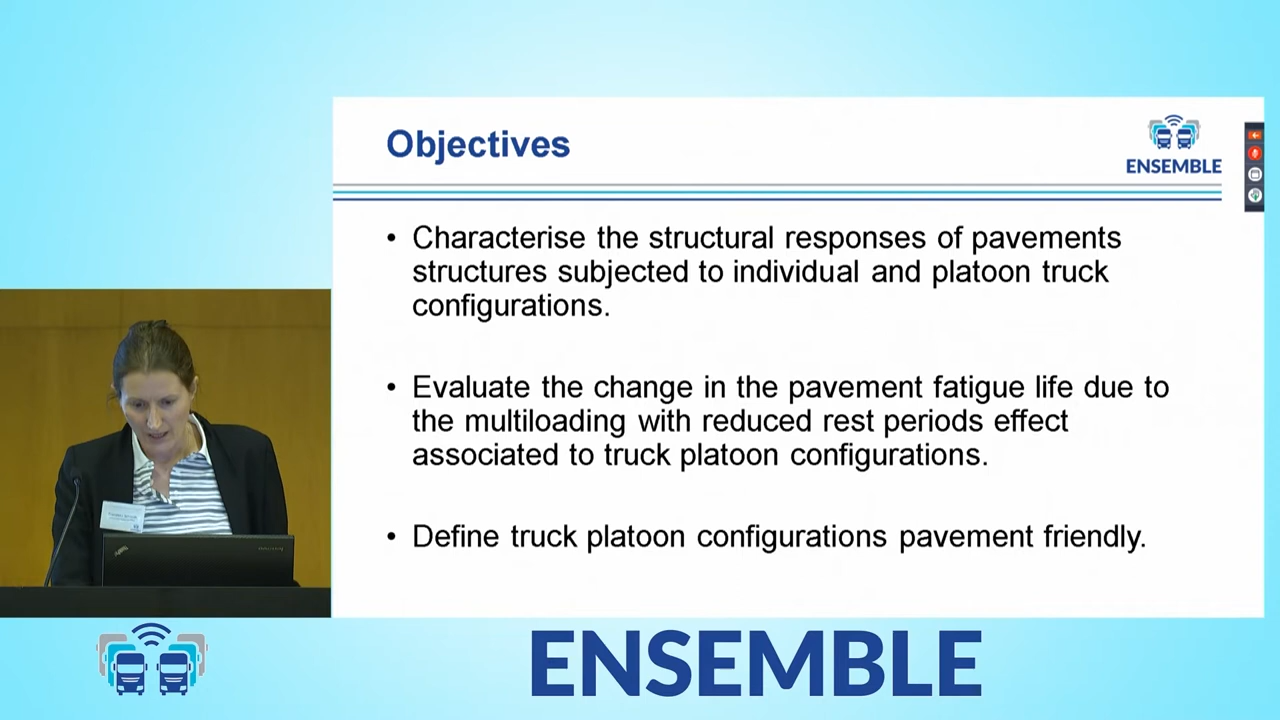 Objectives
ENSEMBLE
• Characterise the structural responses of pavements
structures subjected to individual and platoon truck
configurations.
• Evaluate the change in the pavement fatigue life due to
the multiloading with reduced rest periods effect
associated to truck platoon configurations.
• Define truck platoon configurations pavement friendly.
ENSEMBLE